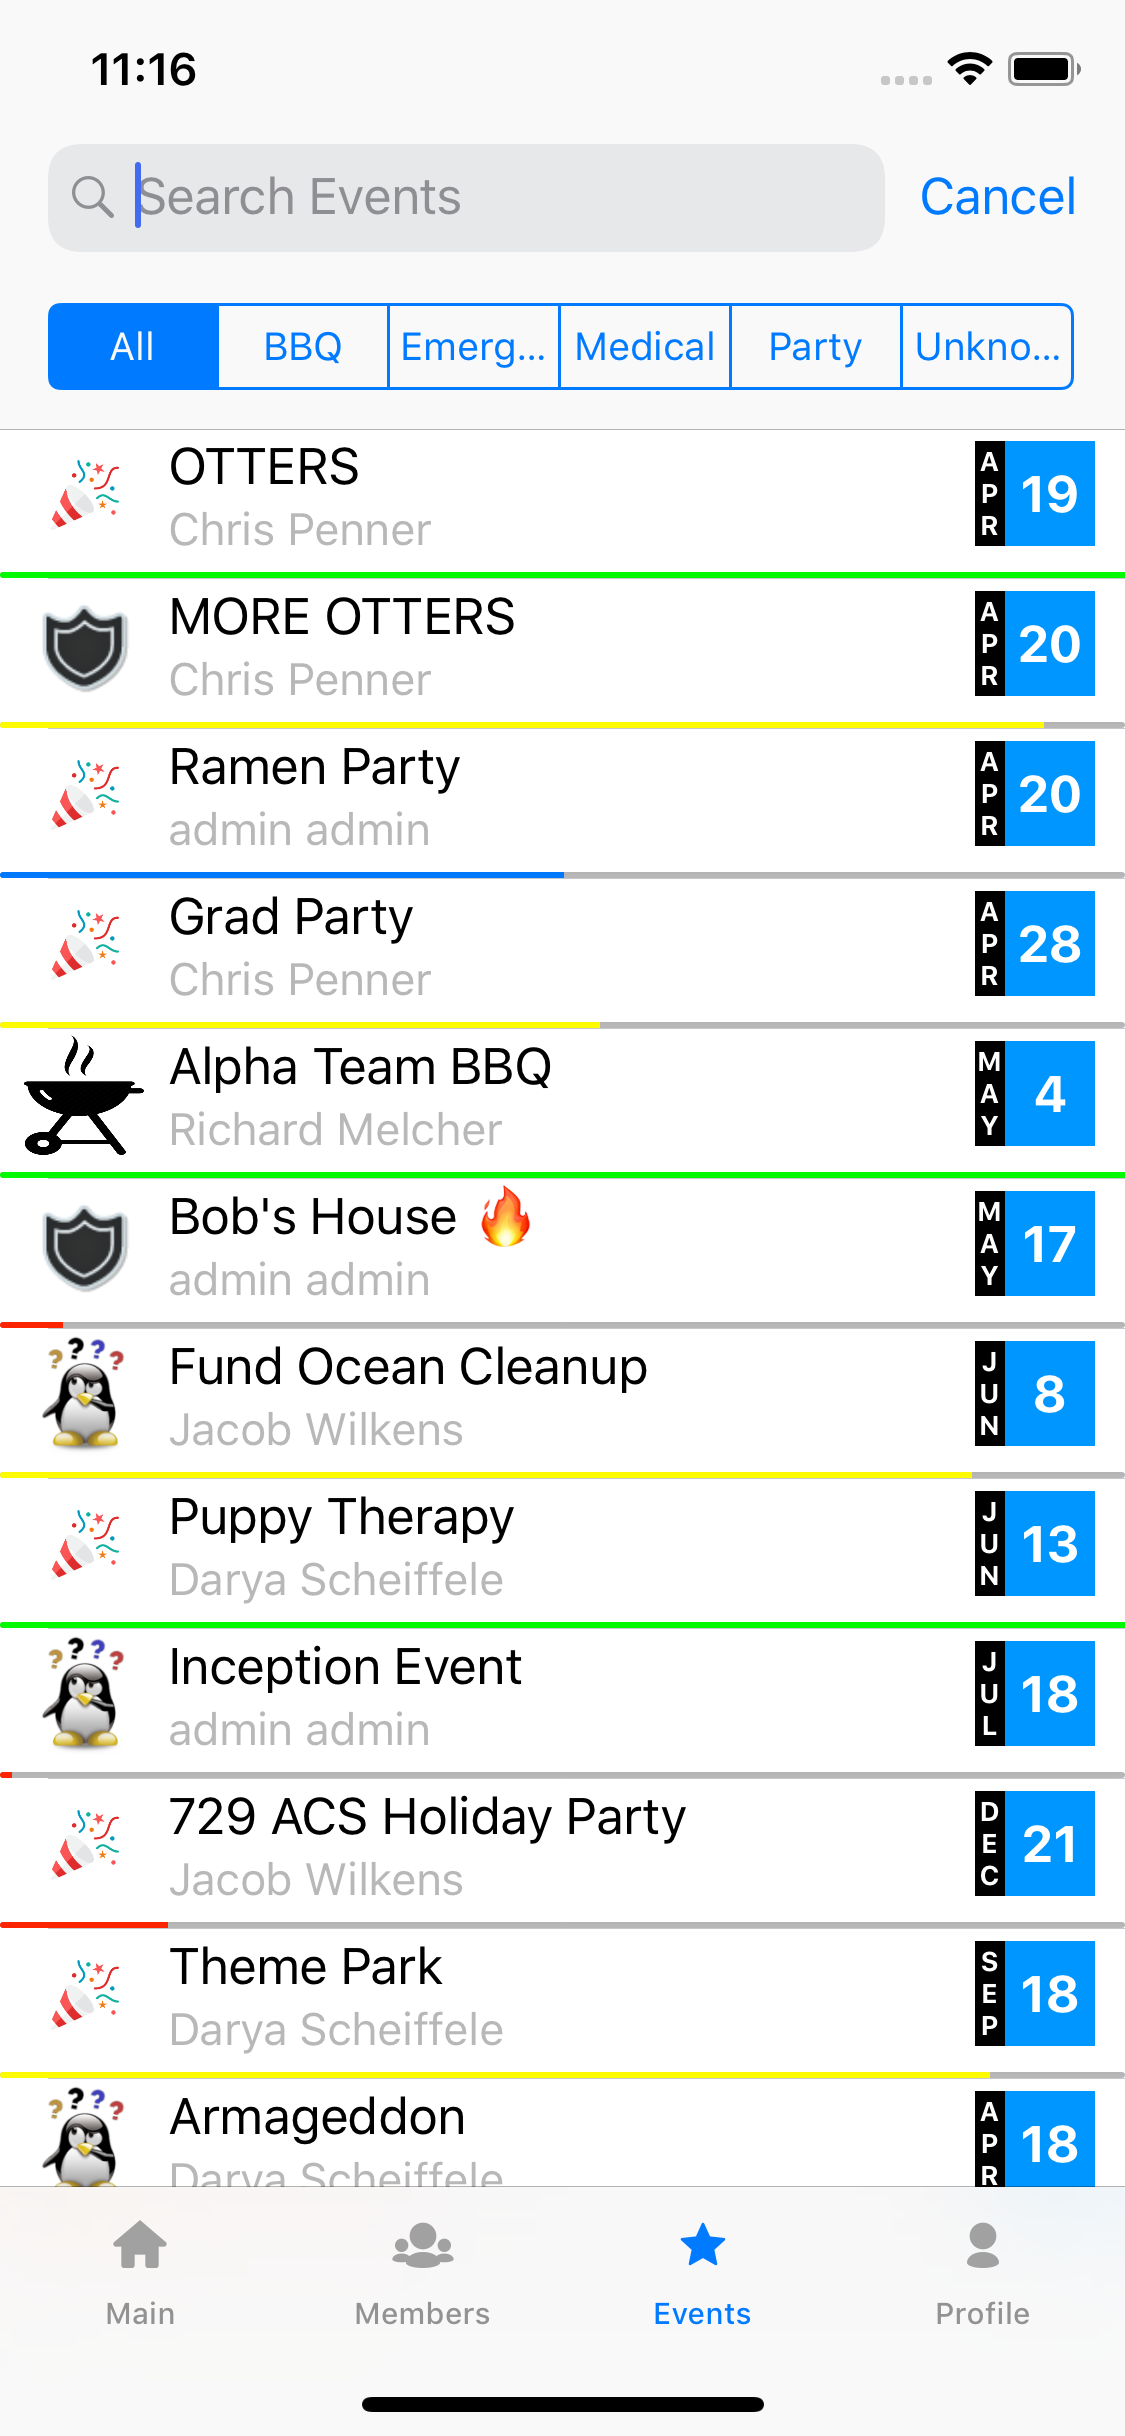 11:16
Search Events
Cancel
All
BBQ
Emerg...
Medical
Party
Unkno...
OTTERS
Chris Penner
APR
19
MORE OTTERS
Chris Penner
APR
20
Ramen Party
admin admin
APR
20
Grad Party
Chris Penner
APR
28
Alpha Team BBQ
Richard Melcher
MAY
4
Bob's House 🔥
admin admin
MAY
17
????
Fund Ocean Cleanup
Jacob Wilkens
JUN
8
Puppy Therapy
Darya Scheiffele
JUN
13
????
Inception Event
admin admin
JUL
18
729 ACS Holiday Party
Jacob Wilkens
DEC
21
Theme Park
Darya Scheiffele
SEP
18
????
Armageddon
Darya Scheiffele
APR
18
Main
Members
Events
Profile